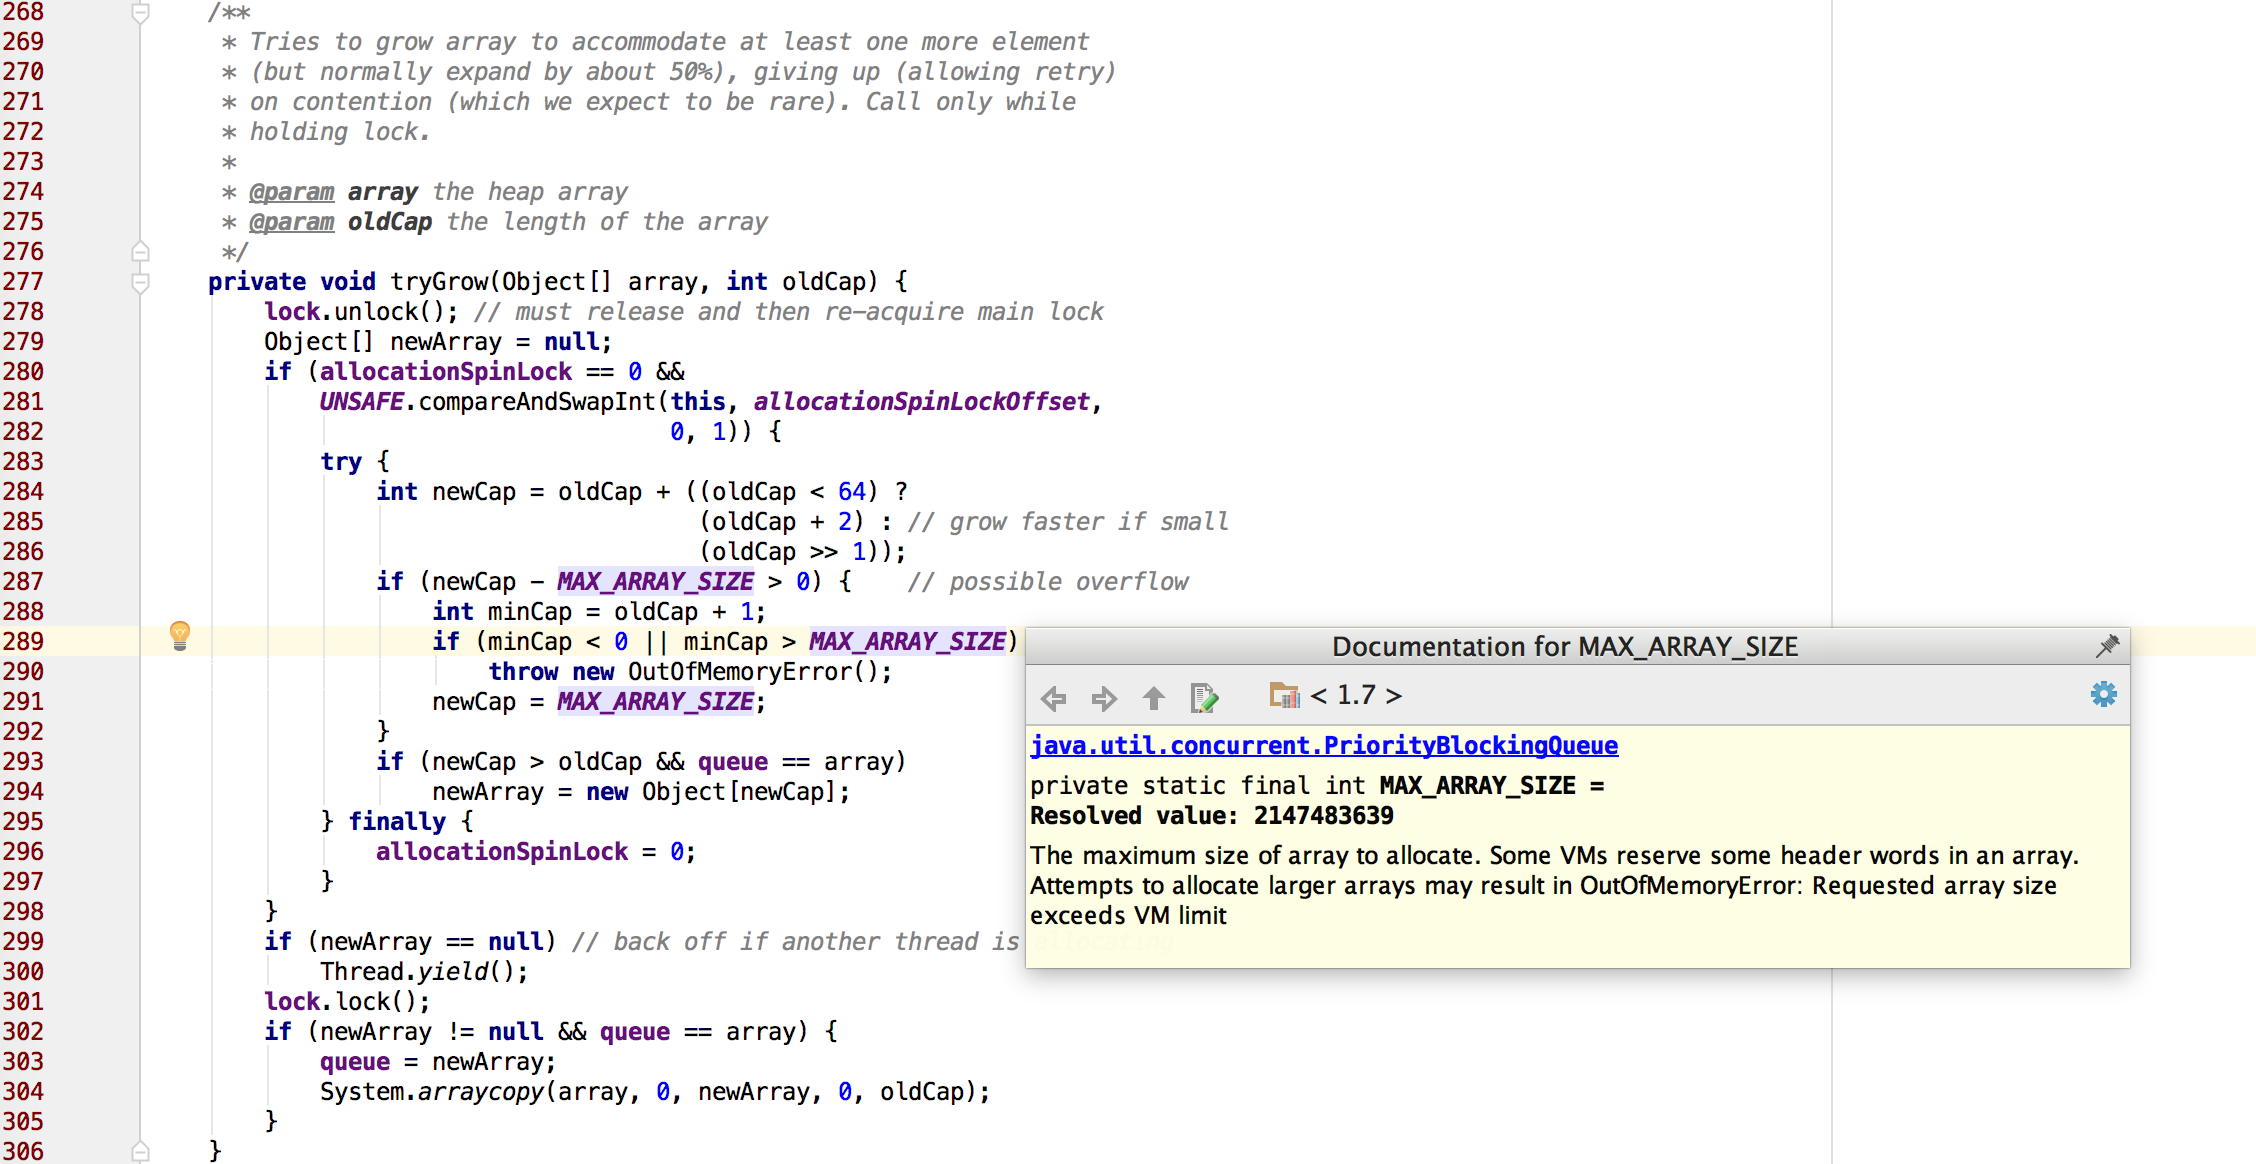 268 /**
269 * Tries to grow array to accommodate at least one more element
270 * (but normally expand by about 50%), giving up (allowing retry)
271 * on contention (which we expect to be rare). Call only while
272 * holding lock.
273 *
274 * @param array the heap array
275 * @param oldCap the length of the array
276 */
277 private void tryGrow(Object[] array, int oldCap) {
278 lock.unlock(); // must release and then re-acquire main lock
279 Object[] newArray = null;
280 if (allocationSpinLock == 0 &&
281 UNSAFE.compareAndSwapInt(this, allocationSpinLockOffset,
282 0, 1)) {
283 try {
284 int newCap = oldCap + ((oldCap < 64) ?
285 (oldCap + 2) : // grow faster if small
286 (oldCap >> 1));
287 if (newCap - MAX_ARRAY_SIZE > 0) { // possible overflow
288 int minCap = oldCap + 1;
289 if (minCap < 0 || minCap > MAX_ARRAY_SIZE)
290 throw new OutOfMemoryError();
291 newCap = MAX_ARRAY_SIZE;
292 }
293 if (newCap > oldCap && queue == array)
294 newArray = new Object[newCap];
295 } finally {
296 allocationSpinLock = 0;
297 }
298 }
299 if (newArray == null) // back off if another thread is allocating
300 Thread.yield();
301 lock.lock();
302 if (newArray != null && queue == array) {
303 queue = newArray;
304 System.arraycopy(array, 0, newArray, 0, oldCap);
305 }
306 }
Documentation for MAX_ARRAY_SIZE
< 1.7 >
java.util.concurrent.PriorityBlockingQueue
private static final int MAX_ARRAY_SIZE =
Resolved value: 2147483639
The maximum size of array to allocate. Some VMs reserve some header words in an array.
Attempts to allocate larger arrays may result in OutOfMemoryError: Requested array size
exceeds VM limit